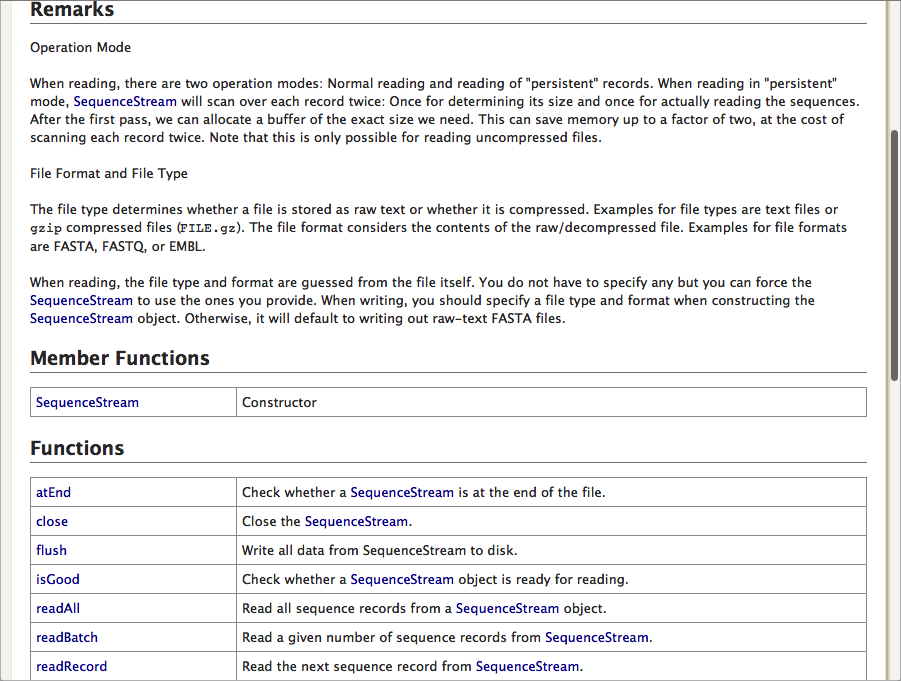 Remarks
Operation Mode
When reading, there are two operation modes: Normal reading and reading of "persistent" records. When reading in "persistent"
mode, SequenceStream will scan over each record twice: Once for determining its size and once for actually reading the sequences.
After the first pass, we can allocate a buffer of the exact size we need. This can save memory up to a factor of two, at the cost of
scanning each record twice. Note that this is only possible for reading uncompressed files.
File Format and File Type
The file type determines whether a file is stored as raw text or whether it is compressed. Examples for file types are text files or
gzip compressed files (FILE.gz). The file format considers the contents of the raw/decompressed file. Examples for file formats
are FASTA, FASTQ, or EMBL.
When reading, the file type and format are guessed from the file itself. You do not have to specify any but you can force the
SequenceStream to use the ones you provide. When writing, you should specify a file type and format when constructing the
SequenceStream object. Otherwise, it will default to writing out raw-text FASTA files.
Member Functions
SequenceStream Constructor
Functions
atEnd Check whether a SequenceStream is at the end of the file.
close Close the SequenceStream.
flush Write all data from SequenceStream to disk.
isGood Check whether a SequenceStream object is ready for reading.
readAll Read all sequence records from a SequenceStream object.
readBatch Read a given number of sequence records from SequenceStream.
readRecord Read the next sequence record from SequenceStream.